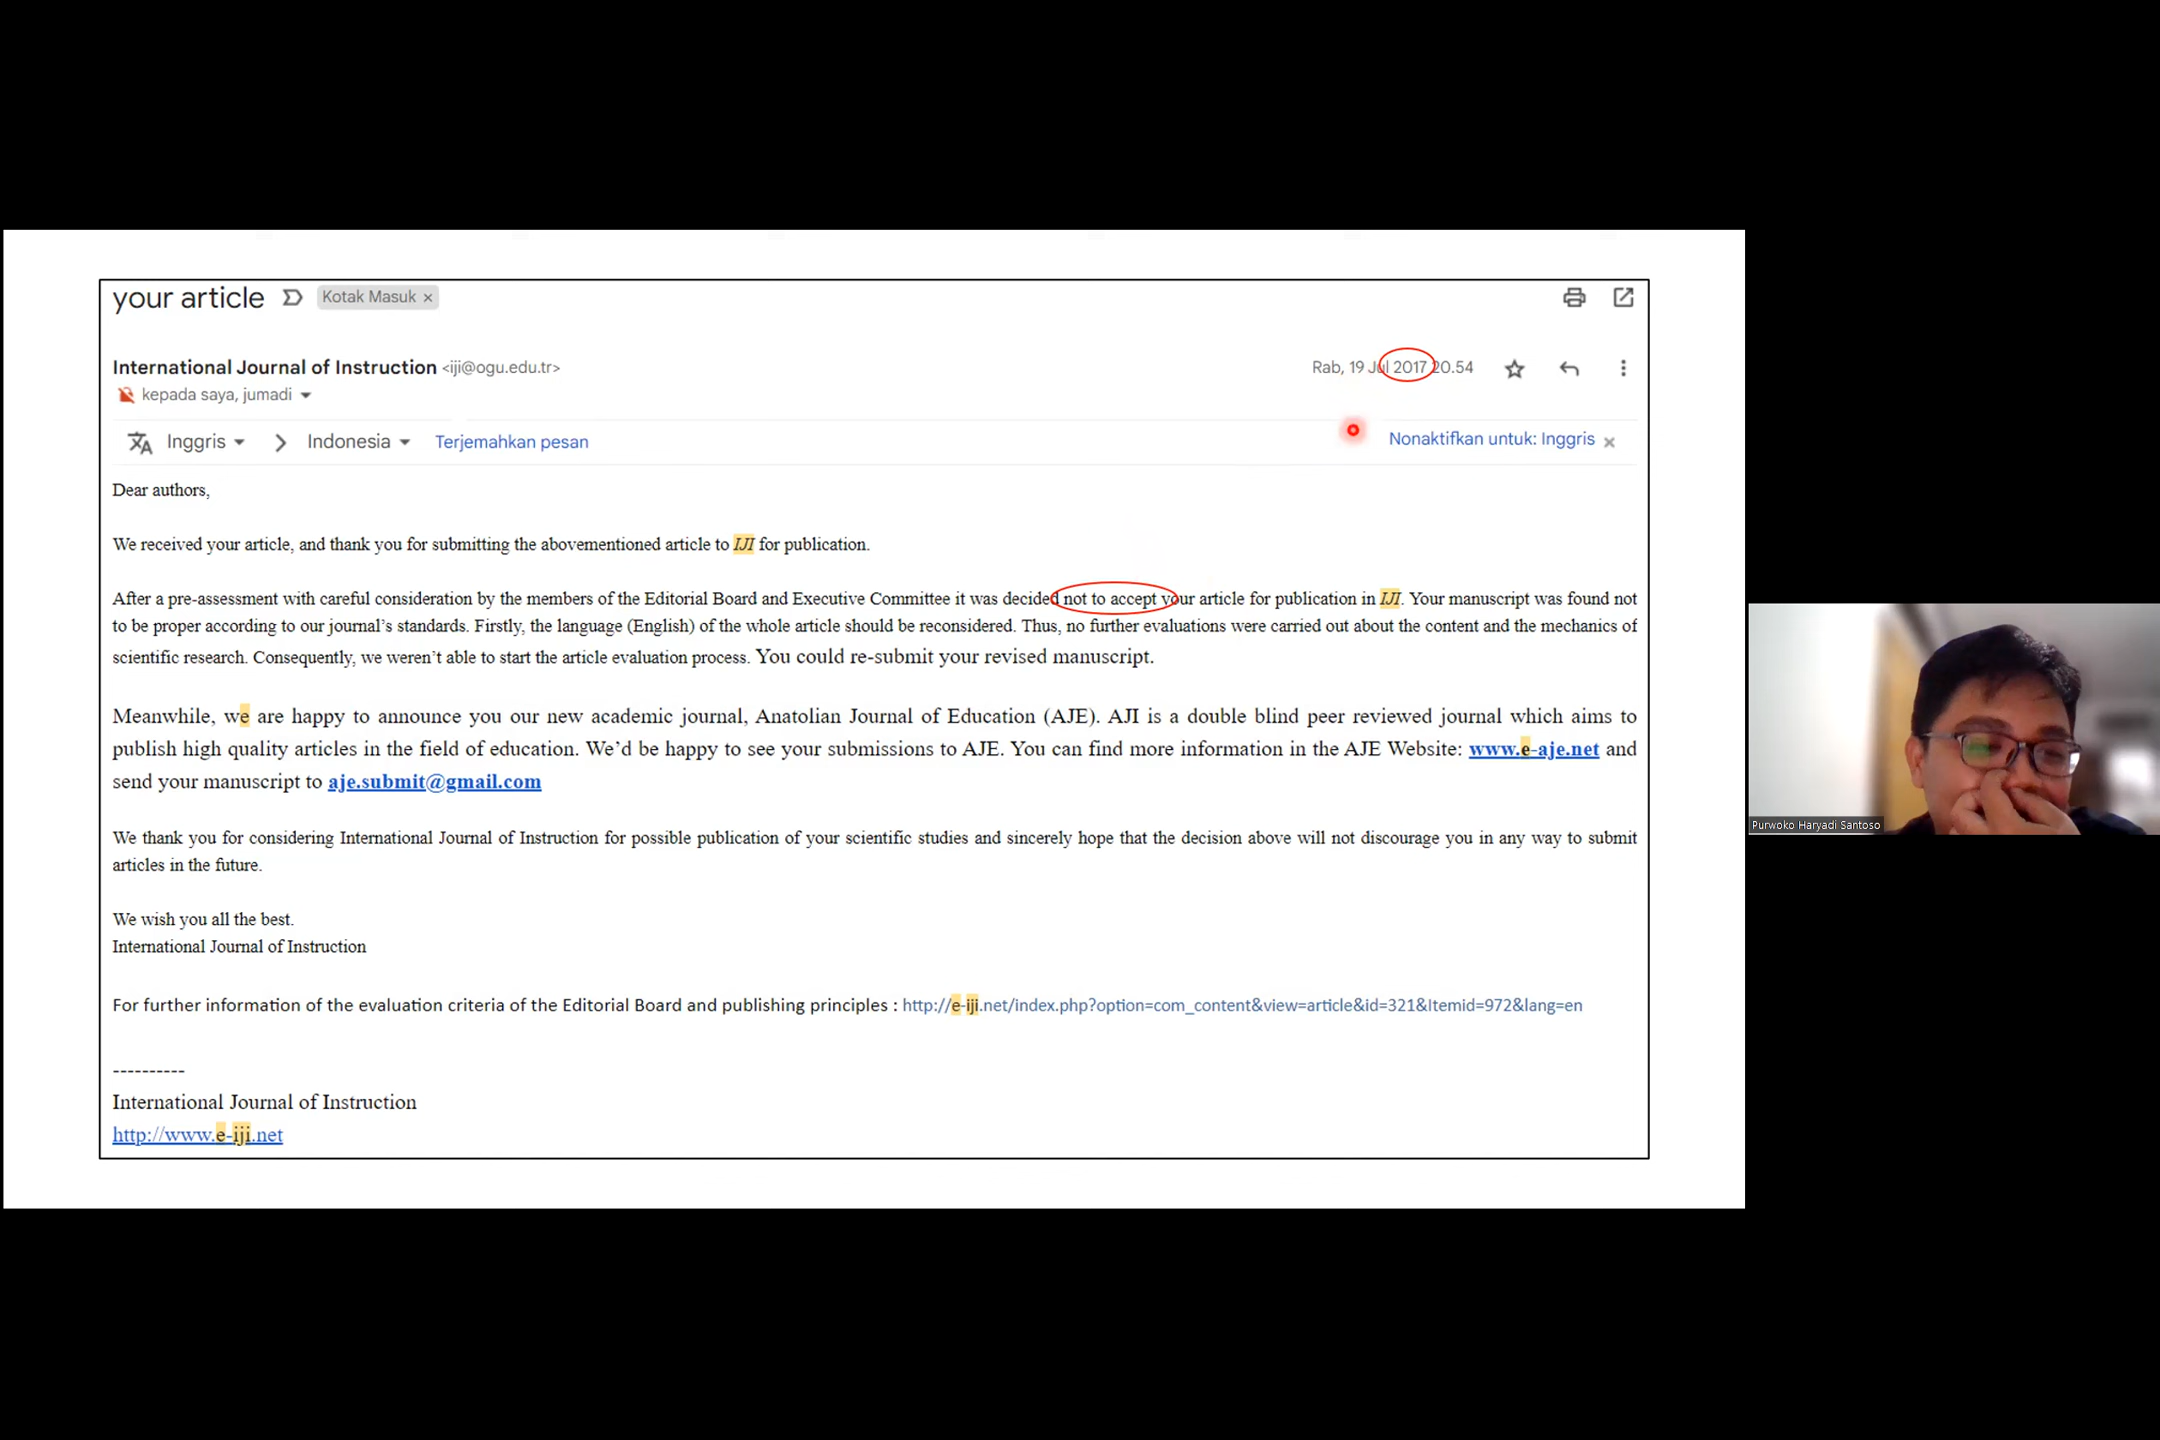 your article Kotak Masuk ×
International Journal of Instruction <iji@ogu.edu.tr>
Rab, 19 Jul 2017 20.54
kepada saya, jumadi
Inggris > Indonesia Terjemahkan pesan
Nonaktifkan untuk: Inggris ×
Dear authors,
We received your article, and thank you for submitting the abovementioned article to IJI for publication.
After a pre-assessment with careful consideration by the members of the Editorial Board and Executive Committee it was decided not to accept your article for publication in IJI. Your manuscript was found not
to be proper according to our journal’s standards. Firstly, the language (English) of the whole article should be reconsidered. Thus, no further evaluations were carried out about the content and the mechanics of
scientific research. Consequently, we weren’t able to start the article evaluation process. You could re-submit your revised manuscript.
Meanwhile, we are happy to announce you our new academic journal, Anatolian Journal of Education (AJE). AJI is a double blind peer reviewed journal which aims to
publish high quality articles in the field of education. We’d be happy to see your submissions to AJE. You can find more information in the AJE Website: www.e-aje.net and
send your manuscript to aje.submit@gmail.com
We thank you for considering International Journal of Instruction for possible publication of your scientific studies and sincerely hope that the decision above will not discourage you in any way to submit
articles in the future.
We wish you all the best.
International Journal of Instruction
For further information of the evaluation criteria of the Editorial Board and publishing principles : http://e-iji.net/index.php?option=com_content&view=article&id=321&Itemid=972&lang=en
----------
International Journal of Instruction
http://www.e-iji.net
Purwoko Haryadi Santoso